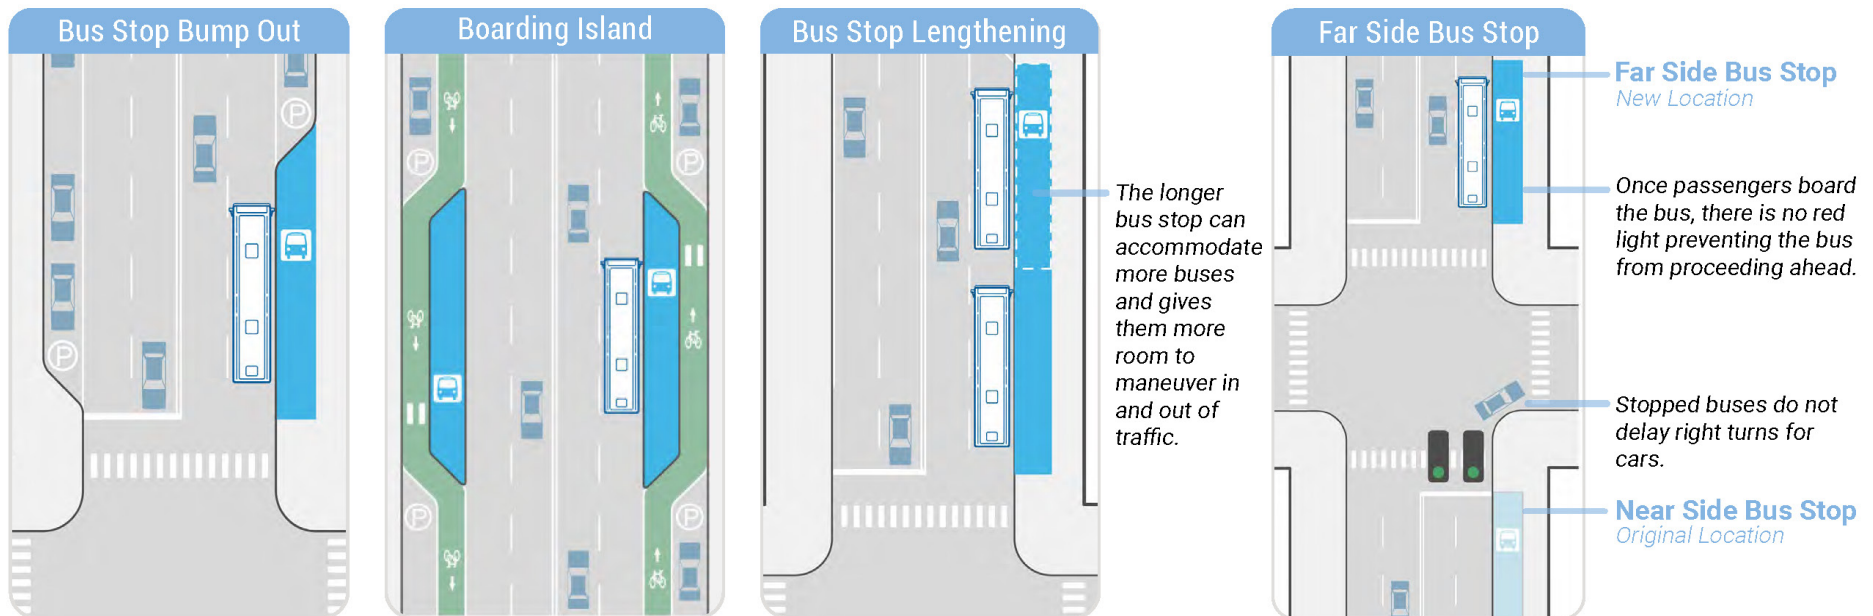 Bus Stop Bump Out
P
P
Boarding Island
P
P
P
P
Bus Stop Lengthening
The longer
bus stop can
accommodate
more buses
and gives
them more
room to
maneuver in
and out of
traffic.
Far Side Bus Stop
Far Side Bus Stop
New Location
Once passengers board
the bus, there is no red
light preventing the bus
from proceeding ahead.
Stopped buses do not
delay right turns for
cars.
Near Side Bus Stop
Original Location